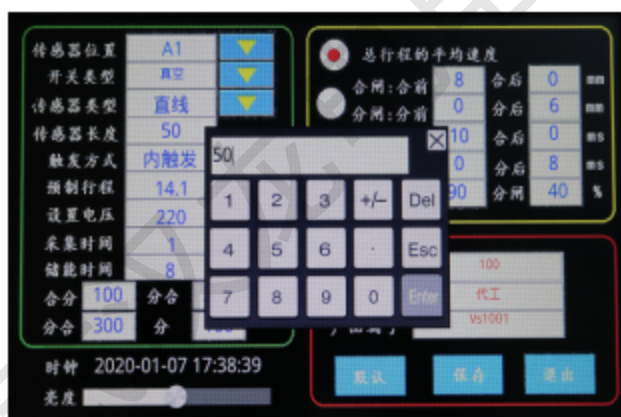 传感器位置 A1
开关类型 真空
传感器类型 直线
传感器长度 50
触发方式 内触发
预制行程 14.1
设置电压 220
采集时间 1
储能时间 8
合分 100 分合
分合 300 分
时钟 2020-01-07 17:38:39
亮度
总行程的平均速度
合闸:合前 8 合后 0 mm
分闸:分前 0 分后 6 mm
10 合后 0 ms
0 分后 8 ms
90 分闸 40 %
50
1 2 3 +/- Del
4 5 6 . Esc
7 8 9 0 Enter
100
代工
Vs1001
默认 保存 退出